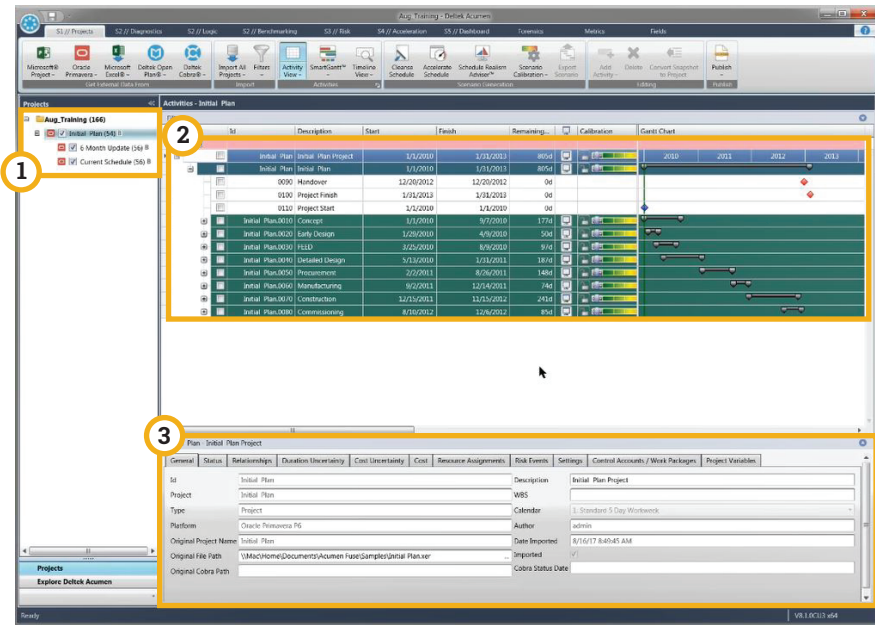 Aug_Training - Deltek Acumen
S1 // Projects S2 // Diagnostics S2 // Logic S2 // Benchmarking S3 // Risk S4 // Acceleration S5 // Dashboard Forensics Metrics Fields
Microsoft® Project Oracle Primavera Microsoft Excel® Deltek Open Plan® Deltek Cobra® Import All Projects Filters Activity View SmartGantt™ Timeline View Cleanse Schedule Accelerate Schedule Schedule Realism Adviser™ Scenario Calibration Export Scenario Add Activity Delete Convert Snapshot to Project Publish
Get External Data From Import Activities Scenario Generation Editing Publish
Projects
Activities - Initial Plan
Aug_Training (166)
Initial Plan (54)
6 Month Update (56)
Current Schedule (56)
1
2
Id Description Start Finish Remaining... Calibration Gantt Chart
Initial Plan Initial Plan Project 1/1/2010 1/31/2013 805d 2010 2011 2012 2013
Initial Plan Initial Plan 1/1/2010 1/31/2013 805d
0090 Handover 12/20/2012 12/20/2012 0d
0100 Project Finish 1/31/2013 1/31/2013 0d
0110 Project Start 1/1/2010 1/1/2010 0d
Initial Plan.0010 Concept 1/1/2010 9/7/2010 177d
Initial Plan.0020 Early Design 1/29/2010 4/9/2010 50d
Initial Plan.0030 FEED 3/25/2010 8/9/2010 97d
Initial Plan.0040 Detailed Design 5/13/2010 1/31/2011 187d
Initial Plan.0050 Procurement 2/2/2011 8/26/2011 148d
Initial Plan.0060 Manufacturing 9/2/2011 12/14/2011 74d
Initial Plan.0070 Construction 12/15/2011 11/15/2012 241d
Initial Plan.0080 Commissioning 8/10/2012 12/6/2012 85d
3
Plan - Initial Plan Project
General Status Relationships Duration Uncertainty Cost Uncertainty Cost Resource Assignments Risk Events Settings Control Accounts / Work Packages Project Variables
Id Initial Plan Description Initial Plan Project
Project Initial Plan WBS
Type Project Calendar 1. Standard 5 Day Workweek
Platform Oracle Primavera P6 Author admin
Original Project Name Initial Plan Date Imported 8/16/17 8:49:45 AM
Original File Path \\Mac\Home\Documents\Acumen Fuse\Samples\Initial Plan.xer ... Imported
Original Cobra Path Cobra Status Date
Projects
Explore Deltek Acumen
Ready V8.1.0CU3 x64